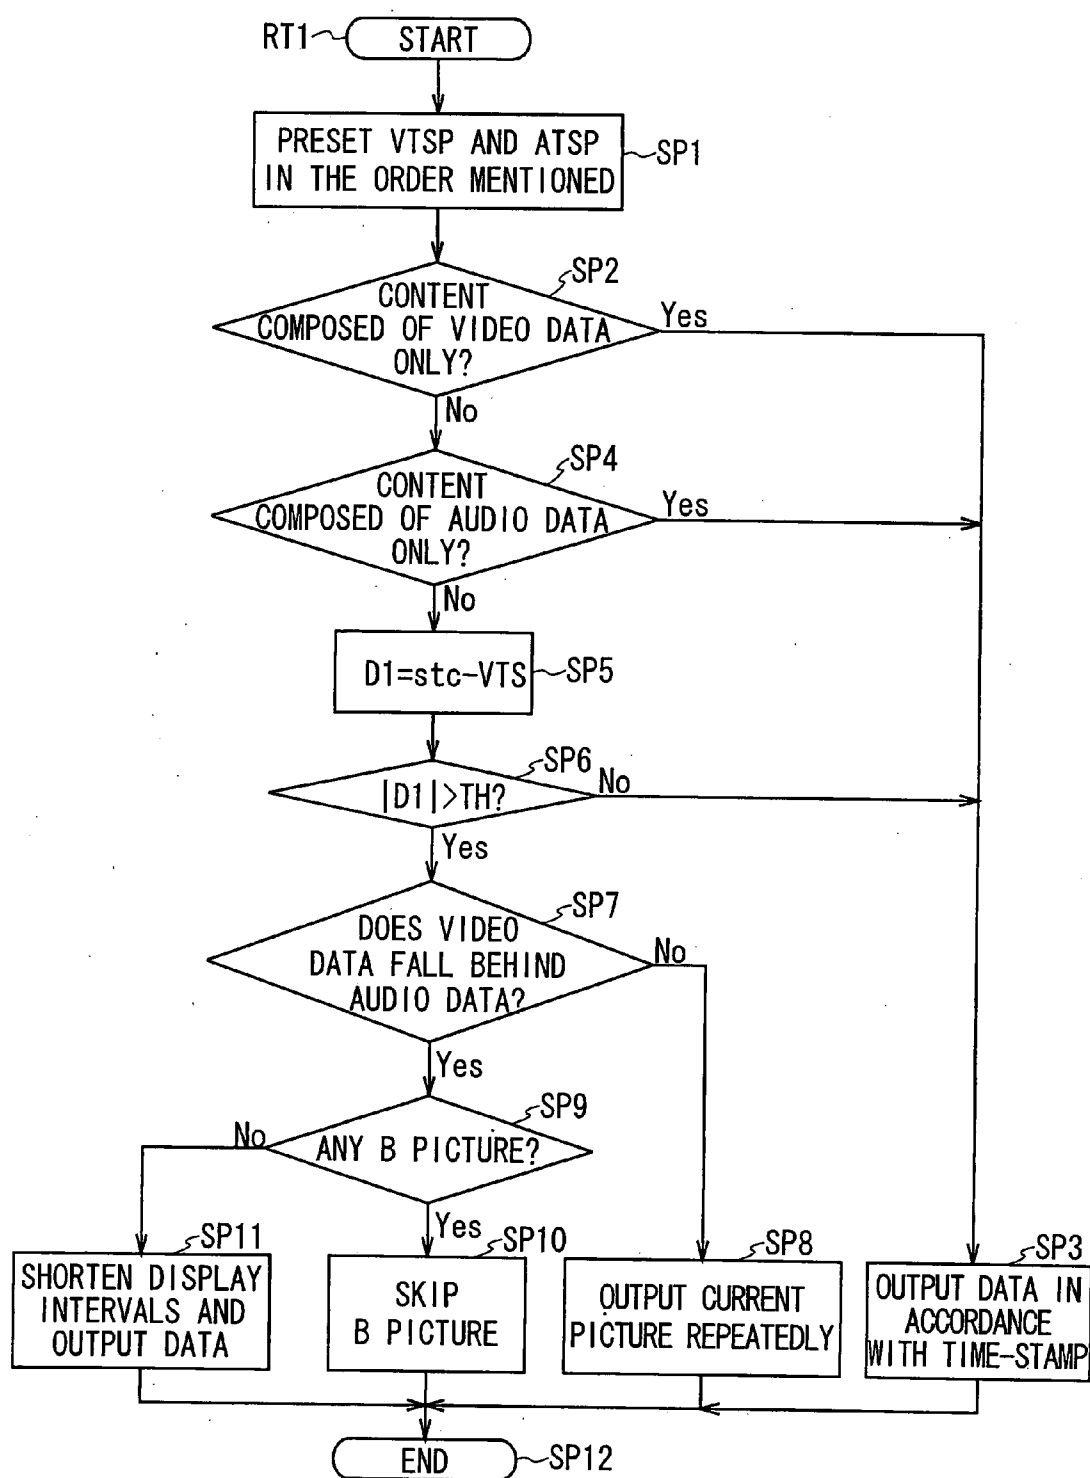 RT1
START
PRESET VTSP AND ATSP
IN THE ORDER MENTIONED
SP1
SP2
CONTENT
COMPOSED OF VIDEO DATA
ONLY?
Yes
No
SP4
CONTENT
COMPOSED OF AUDIO DATA
ONLY?
Yes
No
D1=stc-VTS
SP5
SP6
|D1|>TH?
No
Yes
SP7
DOES VIDEO
DATA FALL BEHIND
AUDIO DATA?
No
Yes
SP9
ANY B PICTURE?
No
Yes
SP11
SHORTEN DISPLAY
INTERVALS AND
OUTPUT DATA
SP10
SKIP
B PICTURE
SP8
OUTPUT CURRENT
PICTURE REPEATEDLY
SP3
OUTPUT DATA IN
ACCORDANCE
WITH TIME-STAMP
END
SP12